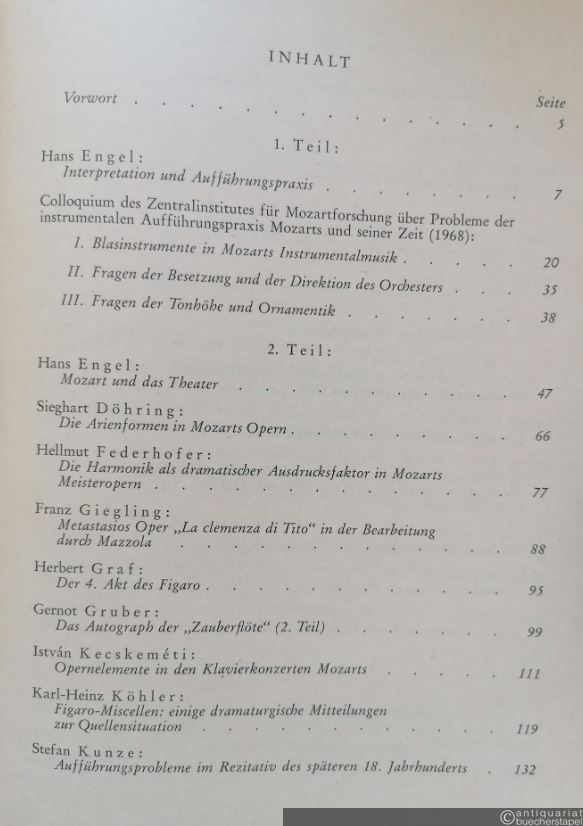 INHALT
Seite
Vorwort . . . . . . . . . . . . . . 5
1. Teil:
Hans Engel:
Interpretation und Aufführungspraxis . . . . . . . 7
Colloquium des Zentralinstitutes für Mozartforschung über Probleme der
instrumentalen Aufführungspraxis Mozarts und seiner Zeit (1968):
I. Blasinstrumente in Mozarts Instrumentalmusik . . . . . 20
II. Fragen der Besetzung und der Direktion des Orchesters . . . 35
III. Fragen der Tonhöhe und Ornamentik . . . . . . . 38
2. Teil:
Hans Engel:
Mozart und das Theater . . . . . . . . . . 47
Sieghart Döhring:
Die Arienformen in Mozarts Opern . . . . . . . . 66
Hellmut Federhofer:
Die Harmonik als dramatischer Ausdrucksfaktor in Mozarts
Meisteropern . . . . . . . . . . . . . 77
Franz Giegling:
Metastasios Oper „La clemenza di Tito“ in der Bearbeitung
durch Mazzola . . . . . . . . . . . . 88
Herbert Graf:
Der 4. Akt des Figaro . . . . . . . . . . . 95
Gernot Gruber:
Das Autograph der „Zauberflöte“ (2. Teil) . . . . . . 99
István Kecskeméti:
Opernelemente in den Klavierkonzerten Mozarts . . . . . 111
Karl-Heinz Köhler:
Figaro-Miscellen: einige dramaturgische Mitteilungen
zur Quellensituation . . . . . . . . . . . 119
Stefan Kunze:
Aufführungsprobleme im Rezitativ des späteren 18. Jahrhunderts . 132
© antiquariat
buecherstapel